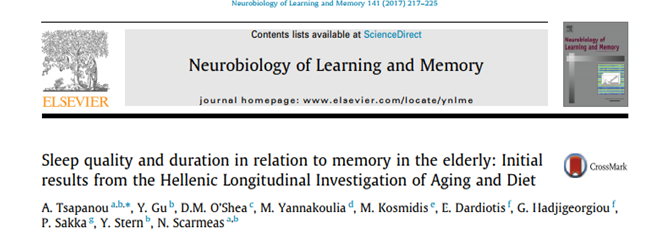 Neurobiology of Learning and Memory 141 (2017) 217–225
Contents lists available at ScienceDirect
Neurobiology of Learning and Memory
journal homepage: www.elsevier.com/locate/ynlme
ELSEVIER
Neurobiology of
Learning and Memory
Sleep quality and duration in relation to memory in the elderly: Initial
results from the Hellenic Longitudinal Investigation of Aging and Diet
CrossMark
A. Tsapanou a,b,*, Y. Gu b, D.M. O'Shea c, M. Yannakoulia d, M. Kosmidis e, E. Dardiotis f, G. Hadjigeorgiou f,
P. Sakka g, Y. Stern b, N. Scarmeas a,b